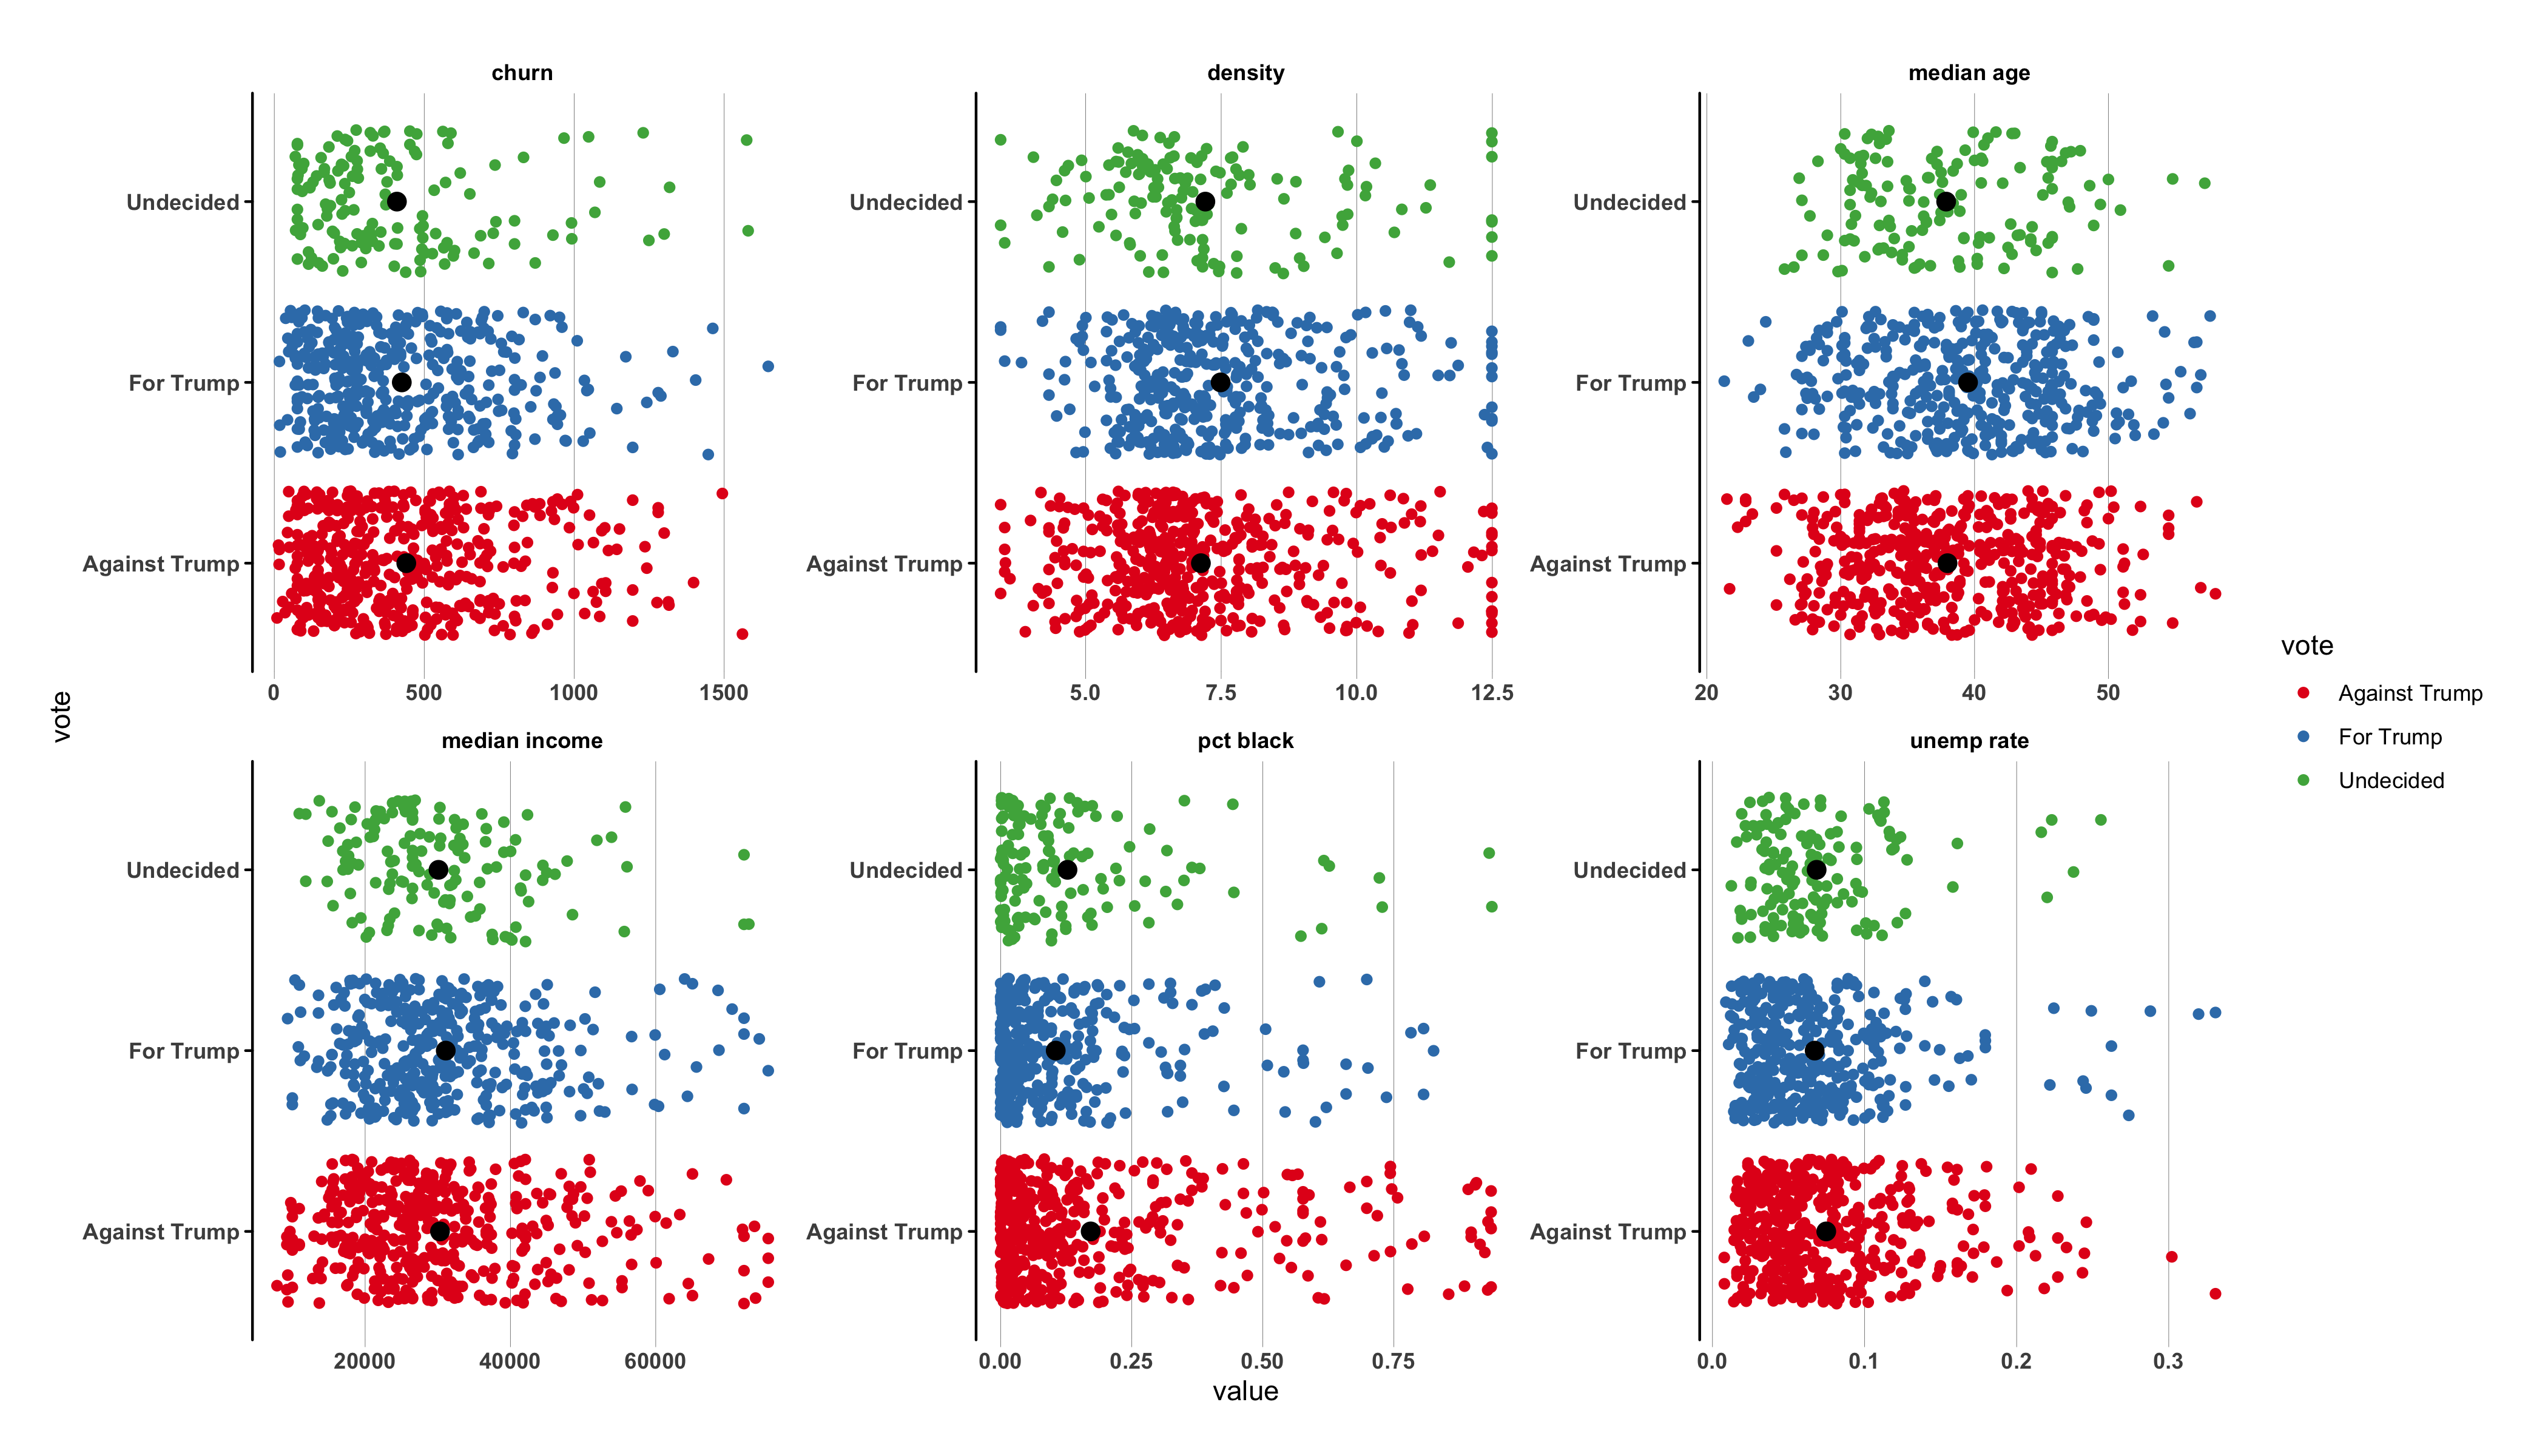 churn
density
median age
Undecided
Undecided
Undecided
For Trump
For Trump
For Trump
Against Trump
Against Trump
Against Trump
0 500 1000 1500
5.0 7.5 10.0 12.5
20 30 40 50
vote
vote
Against Trump
For Trump
Undecided
median income
pct black
unemp rate
Undecided
Undecided
Undecided
For Trump
For Trump
For Trump
Against Trump
Against Trump
Against Trump
20000 40000 60000
0.00 0.25 0.50 0.75
0.0 0.1 0.2 0.3
value